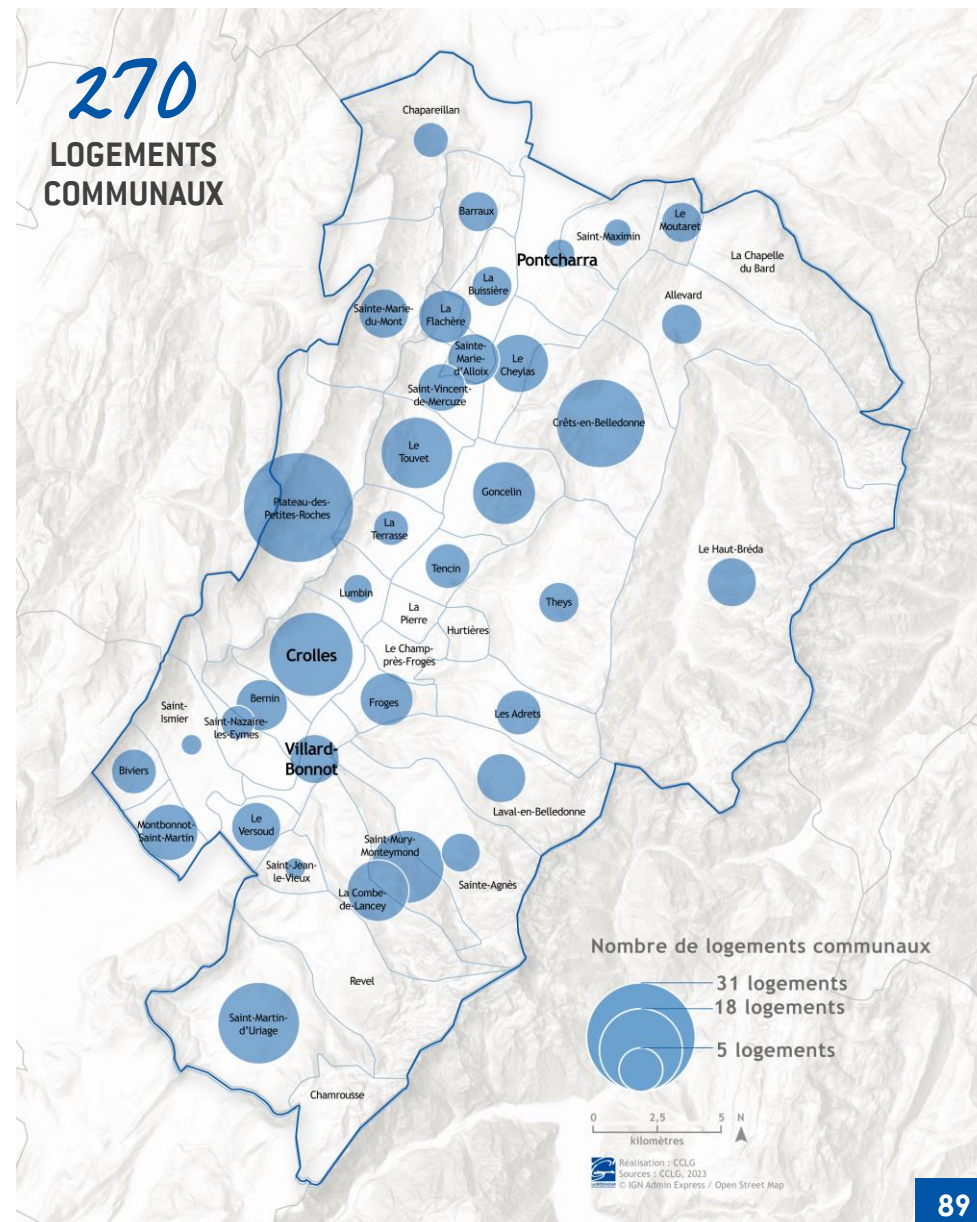 270
LOGEMENTS
COMMUNAUX
Chapareillan
Barraux
Saint-Maximin
Le
Moutaret
Pontcharra
La Chapelle
du Bard
La
Buissière
Allevard
Sainte-Marie-
du-Mont
La
Flachère
Sainte-
Marie-
d'Alloix
Le
Cheylas
Saint-Vincent-
de-Mercuze
Crêts-en-Belledonne
Le
Touvet
Goncelin
Plateau-des-
Petites-Roches
La
Terrasse
Le Haut-Bréda
Tencin
Lumbin
Theys
La
Pierre
Hurtières
Crolles
Le Champ-
près-Froges
Bernin
Froges
Saint-
Ismier
Saint-Nazaire-
les-Eymes
Les Adrets
Villard-
Bonnot
Biviers
Laval-en-Belledonne
Montbonnot-
Saint-Martin
Le
Versoud
Saint-Mury-
Monteymond
Saint-Jean-
le-Vieux
Sainte-Agnès
La Combe-
de-Lancey
Revel
Saint-Martin-
d'Uriage
Chamrousse
Nombre de logements communaux
31 logements
18 logements
5 logements
0 2,5 5 N
kilomètres
Réalisation : CCLG
Sources : CCLG, 2023
© IGN Admin Express / Open Street Map
89